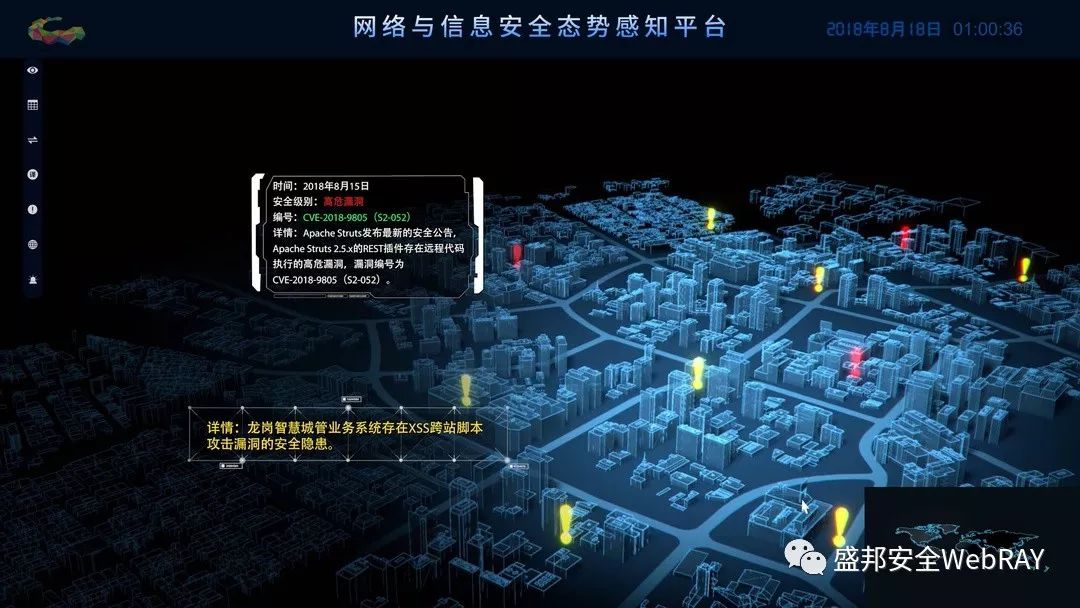 网络与信息安全态势感知平台
2018年8月18日 01:00:36
时间：2018年8月15日
安全级别：高危漏洞
编号：CVE-2018-9805（S2-052）
详情：Apache Struts发布最新的安全公告,
Apache Struts 2.5.x的REST插件存在远程代码
执行的高危漏洞，漏洞编号为
CVE-2018-9805（S2-052）。
详情：龙岗智慧城管业务系统存在XSS跨站脚本
攻击漏洞的安全隐患。
盛邦安全WebRAY